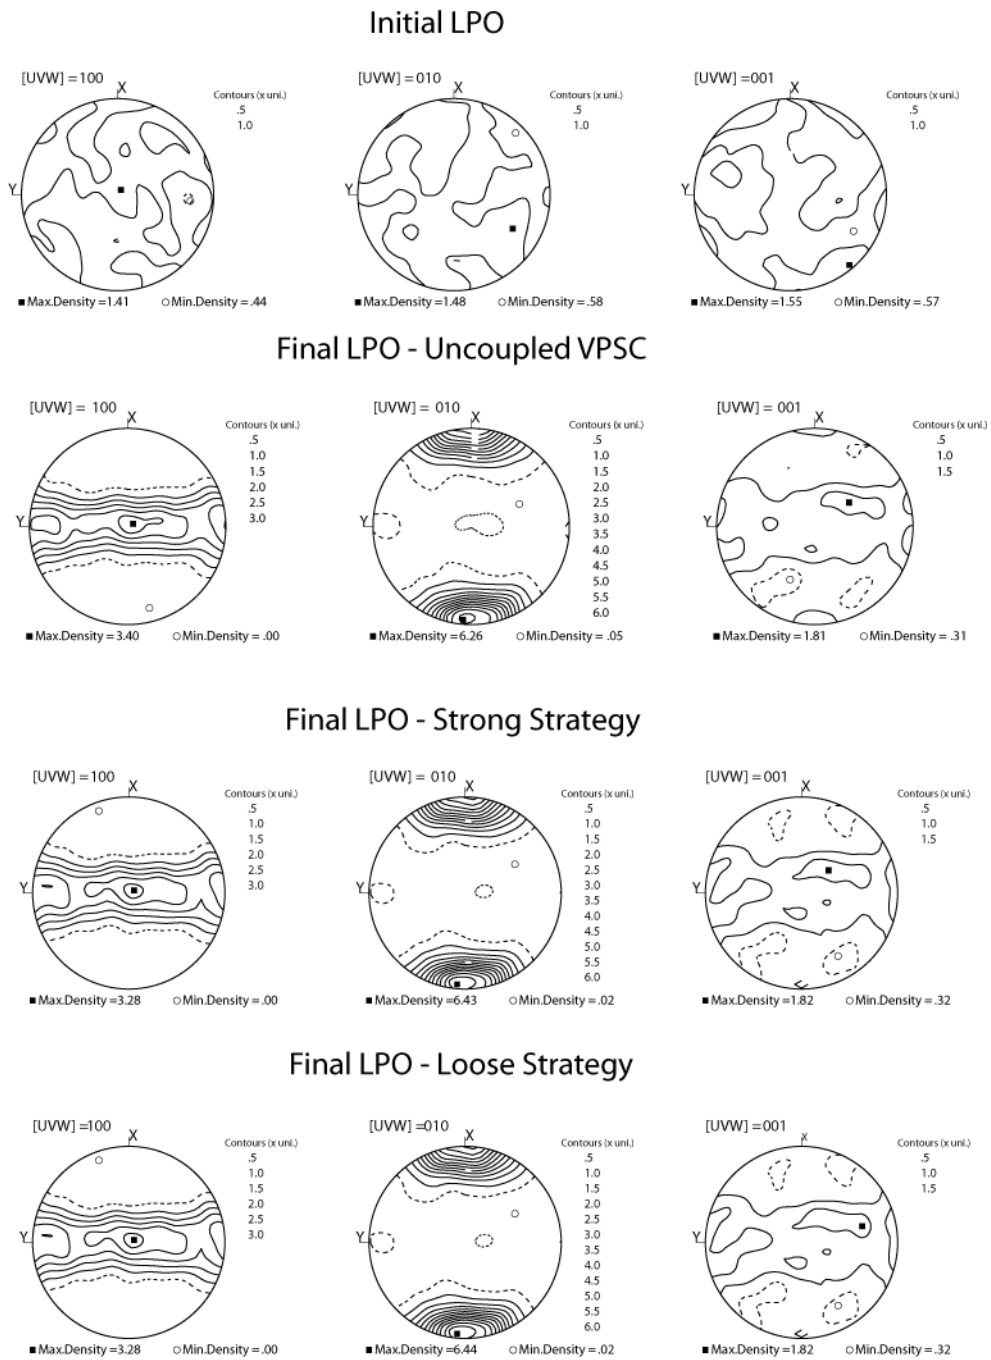 Initial LPO
[UVW] = 100 [UVW] = 010 [UVW] =001
X Contours (x uni.) X Contours (x uni.) X Contours (x uni.)
.5 .5 .5
1.0 1.0 1.0
Y Y Y
■ Max.Density =1.41 ○ Min.Density = .44 ■ Max.Density =1.48 ○ Min.Density = .58 ■ Max.Density =1.55 ○ Min.Density = .57
Final LPO - Uncoupled VPSC
[UVW] = 100 [UVW] = 010 [UVW] = 001
X Contours (x uni.) X Contours (x uni.) X Contours (x uni.)
.5 .5 .5
1.0 1.0 1.0
1.5 1.5 1.5
2.0 2.0
2.5 2.5
Y 3.0 Y 3.0 Y
3.5
4.0
4.5
5.0
5.5
6.0
■ Max.Density =3.40 ○ Min.Density = .00 ■ Max.Density =6.26 ○ Min.Density = .05 ■ Max.Density =1.81 ○ Min.Density = .31
Final LPO - Strong Strategy
[UVW] =100 [UVW] = 010 [UVW] =001
X Contours (x uni.) X Contours (x uni.) X Contours (x uni.)
.5 .5 .5
1.0 1.0 1.0
1.5 1.5 1.5
2.0 2.0
2.5 2.5
Y 3.0 Y 3.0 Y
3.5
4.0
4.5
5.0
5.5
6.0
■ Max.Density =3.28 ○ Min.Density = .00 ■ Max.Density =6.43 ○ Min.Density = .02 ■ Max.Density =1.82 ○ Min.Density = .32
Final LPO - Loose Strategy
[UVW] =100 [UVW] =010 [UVW] =001
X Contours (x uni.) X Contours (x uni.) x Contours (x uni.)
.5 .5 .5
1.0 1.0 1.0
1.5 1.5 1.5
2.0 2.0
2.5 2.5
Y 3.0 Y 3.0 Y
3.5
4.0
4.5
5.0
5.5
6.0
■ Max.Density =3.28 ○ Min.Density = .00 ■ Max.Density =6.44 ○ Min.Density = .02 ■ Max.Density =1.82 ○ Min.Density = .32